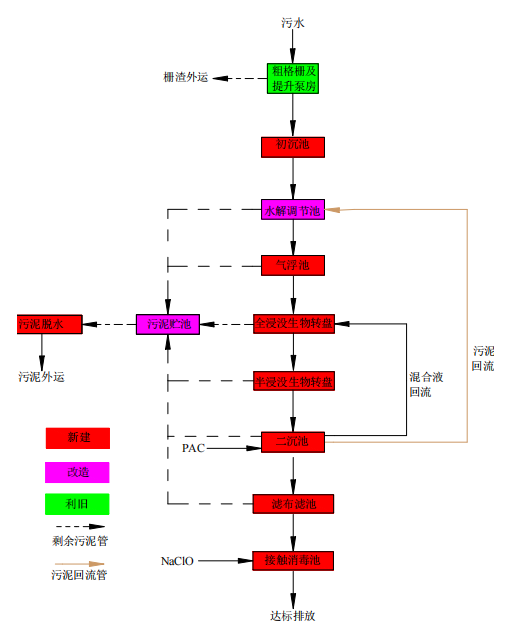 污水
栅渣外运
粗格栅及
提升泵房
初沉池
水解调节池
气浮池
污泥脱水
污泥贮池
全浸没生物转盘
污泥
回流
污泥外运
半浸没生物转盘
混合液
回流
新建
二沉池
PAC
改造
利旧
滤布滤池
剩余污泥管
NaClO
接触消毒池
污泥回流管
达标排放